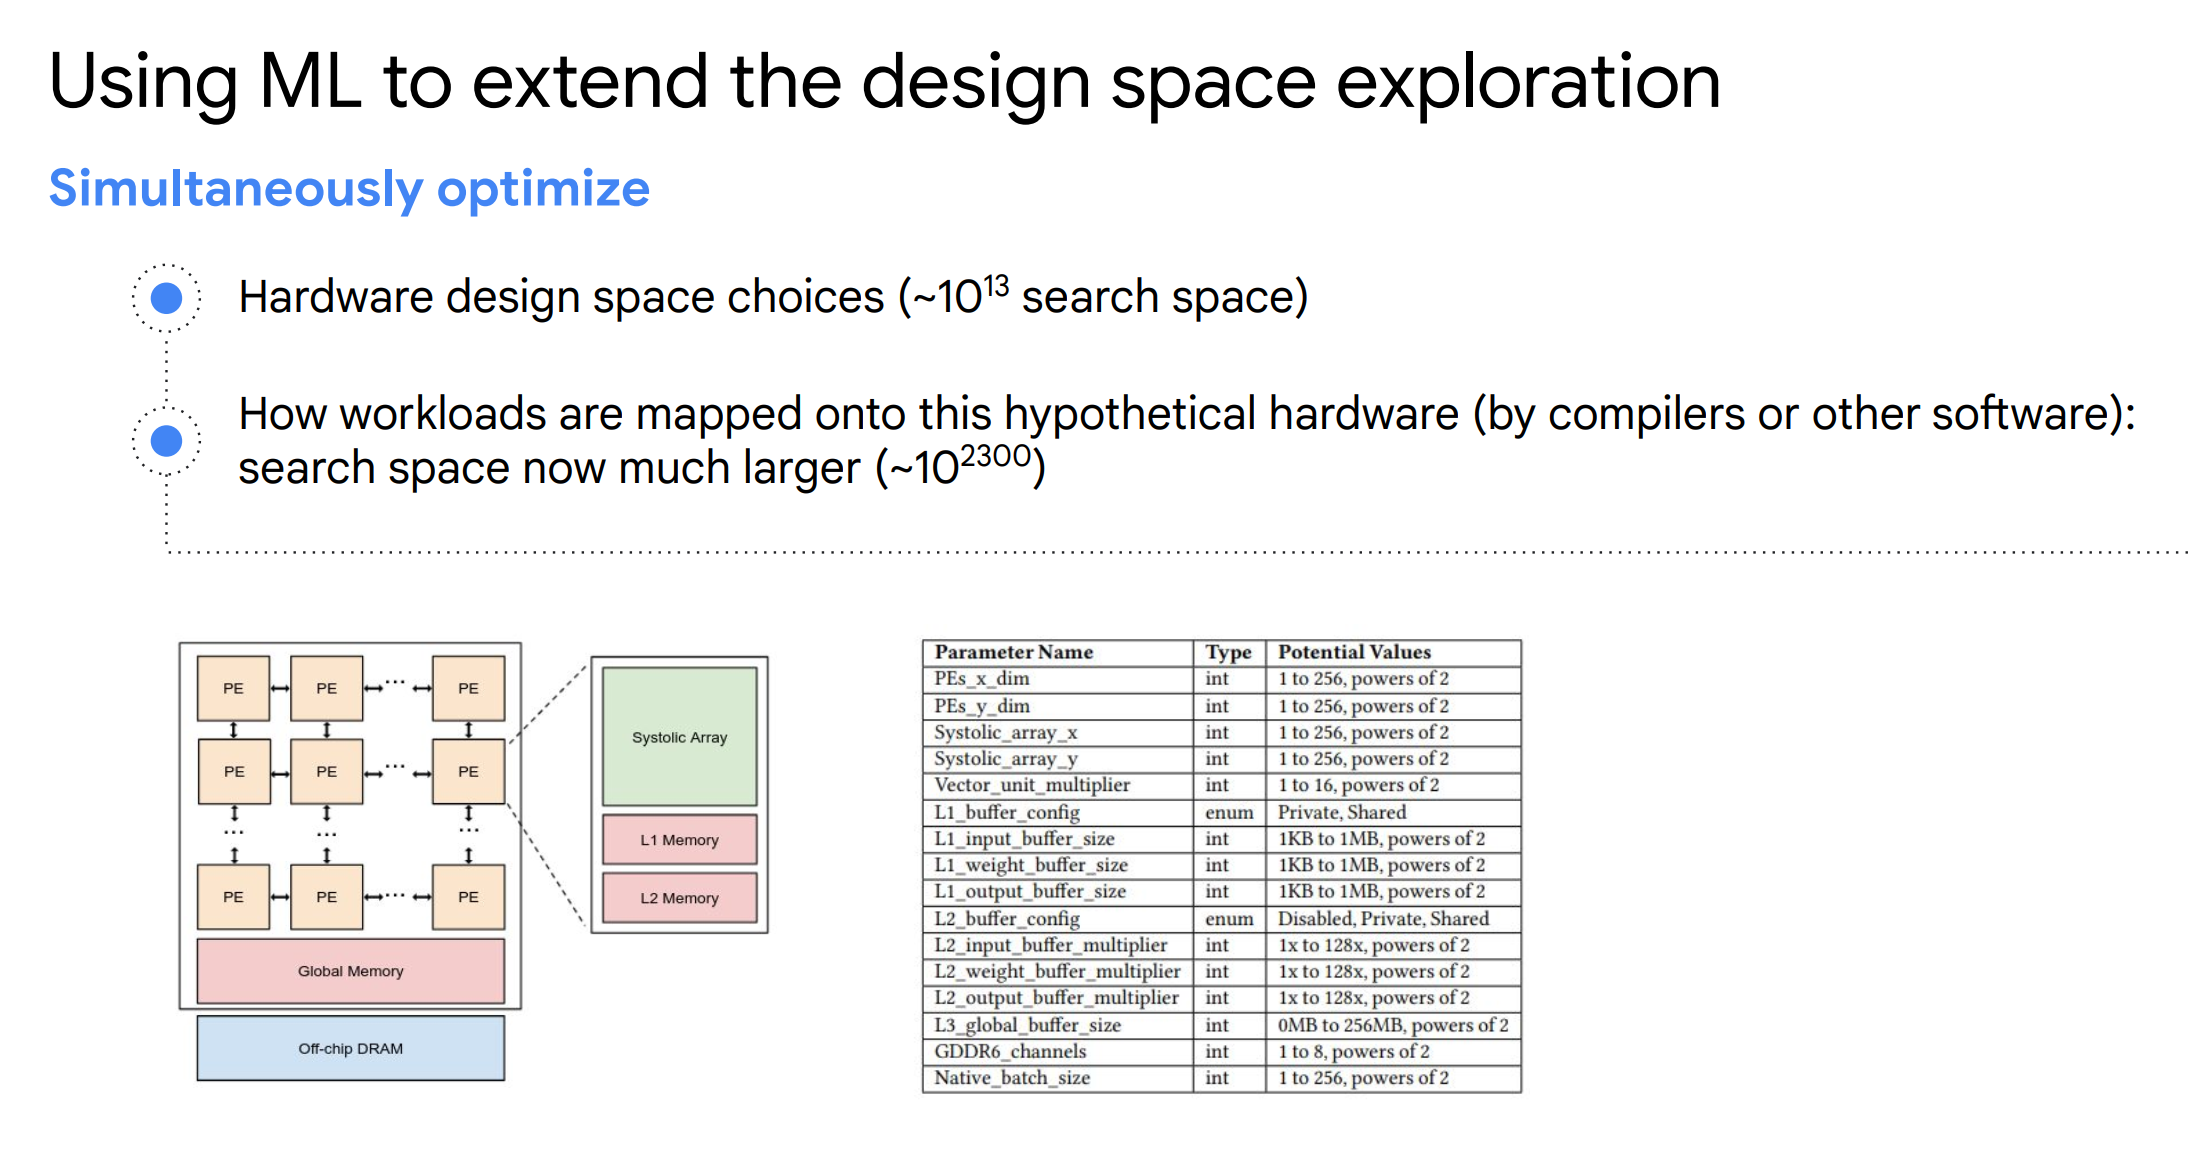 Using ML to extend the design space exploration
Simultaneously optimize
Hardware design space choices (~10¹³ search space)
How workloads are mapped onto this hypothetical hardware (by compilers or other software):
search space now much larger (~10²³⁰⁰)
PE PE ... PE
PE PE ... PE
... ... ...
PE PE ... PE
Global Memory
Off-chip DRAM
Systolic Array
L1 Memory
L2 Memory
Parameter Name Type Potential Values
PEs_x_dim int 1 to 256, powers of 2
PEs_y_dim int 1 to 256, powers of 2
Systolic_array_x int 1 to 256, powers of 2
Systolic_array_y int 1 to 256, powers of 2
Vector_unit_multiplier int 1 to 16, powers of 2
L1_buffer_config enum Private, Shared
L1_input_buffer_size int 1KB to 1MB, powers of 2
L1_weight_buffer_size int 1KB to 1MB, powers of 2
L1_output_buffer_size int 1KB to 1MB, powers of 2
L2_buffer_config enum Disabled, Private, Shared
L2_input_buffer_multiplier int 1x to 128x, powers of 2
L2_weight_buffer_multiplier int 1x to 128x, powers of 2
L2_output_buffer_multiplier int 1x to 128x, powers of 2
L3_global_buffer_size int 0MB to 256MB, powers of 2
GDDR6_channels int 1 to 8, powers of 2
Native_batch_size int 1 to 256, powers of 2